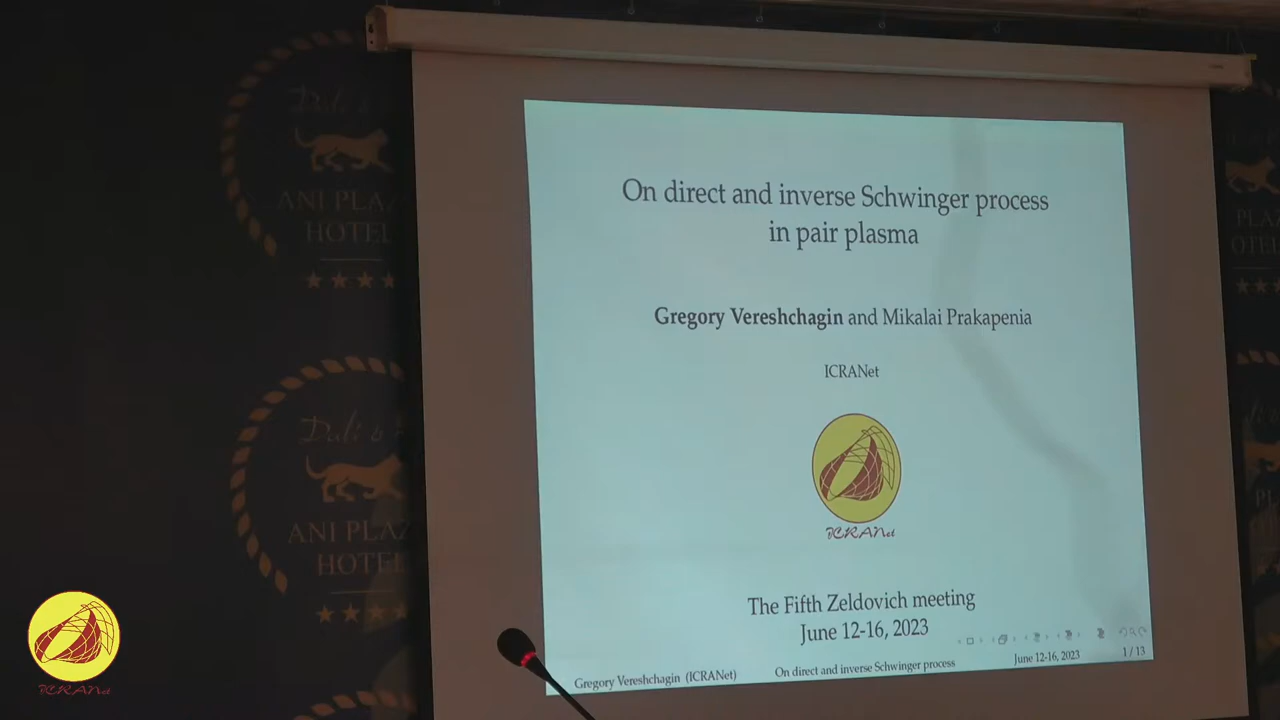 On direct and inverse Schwinger process
in pair plasma
Gregory Vereshchagin and Mikalai Prakapenia
ICRANet
ICRANet
The Fifth Zeldovich meeting
June 12-16, 2023
Gregory Vereshchagin (ICRANet)
On direct and inverse Schwinger process
June 12-16, 2023
1 / 13
ANI PLAZ
HOTEL
ANI PLAZ
HOTEL
ICRANet